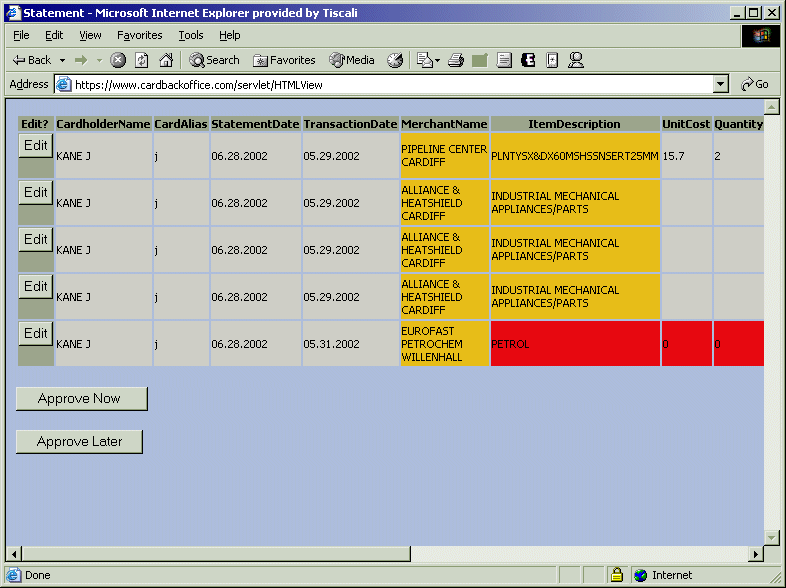 Statement - Microsoft Internet Explorer provided by Tiscali
File Edit View Favorites Tools Help
Back Search Favorites Media
Address https://www.cardbackoffice.com/servlet/HTMLView Go
Edit? CardholderName CardAlias StatementDate TransactionDate MerchantName ItemDescription UnitCost Quantity
Edit KANE J j 06.28.2002 05.29.2002 PIPELINE CENTER CARDIFF PLNTYSX&DX60MSHSSNSERT25MM 15.7 2
Edit KANE J j 06.28.2002 05.29.2002 ALLIANCE & HEATSHIELD CARDIFF INDUSTRIAL MECHANICAL APPLIANCES/PARTS
Edit KANE J j 06.28.2002 05.29.2002 ALLIANCE & HEATSHIELD CARDIFF INDUSTRIAL MECHANICAL APPLIANCES/PARTS
Edit KANE J j 06.28.2002 05.29.2002 ALLIANCE & HEATSHIELD CARDIFF INDUSTRIAL MECHANICAL APPLIANCES/PARTS
Edit KANE J j 06.28.2002 05.31.2002 EUROFAST PETROCHEM WILLENHALL PETROL 0 0
Approve Now
Approve Later
Done Internet